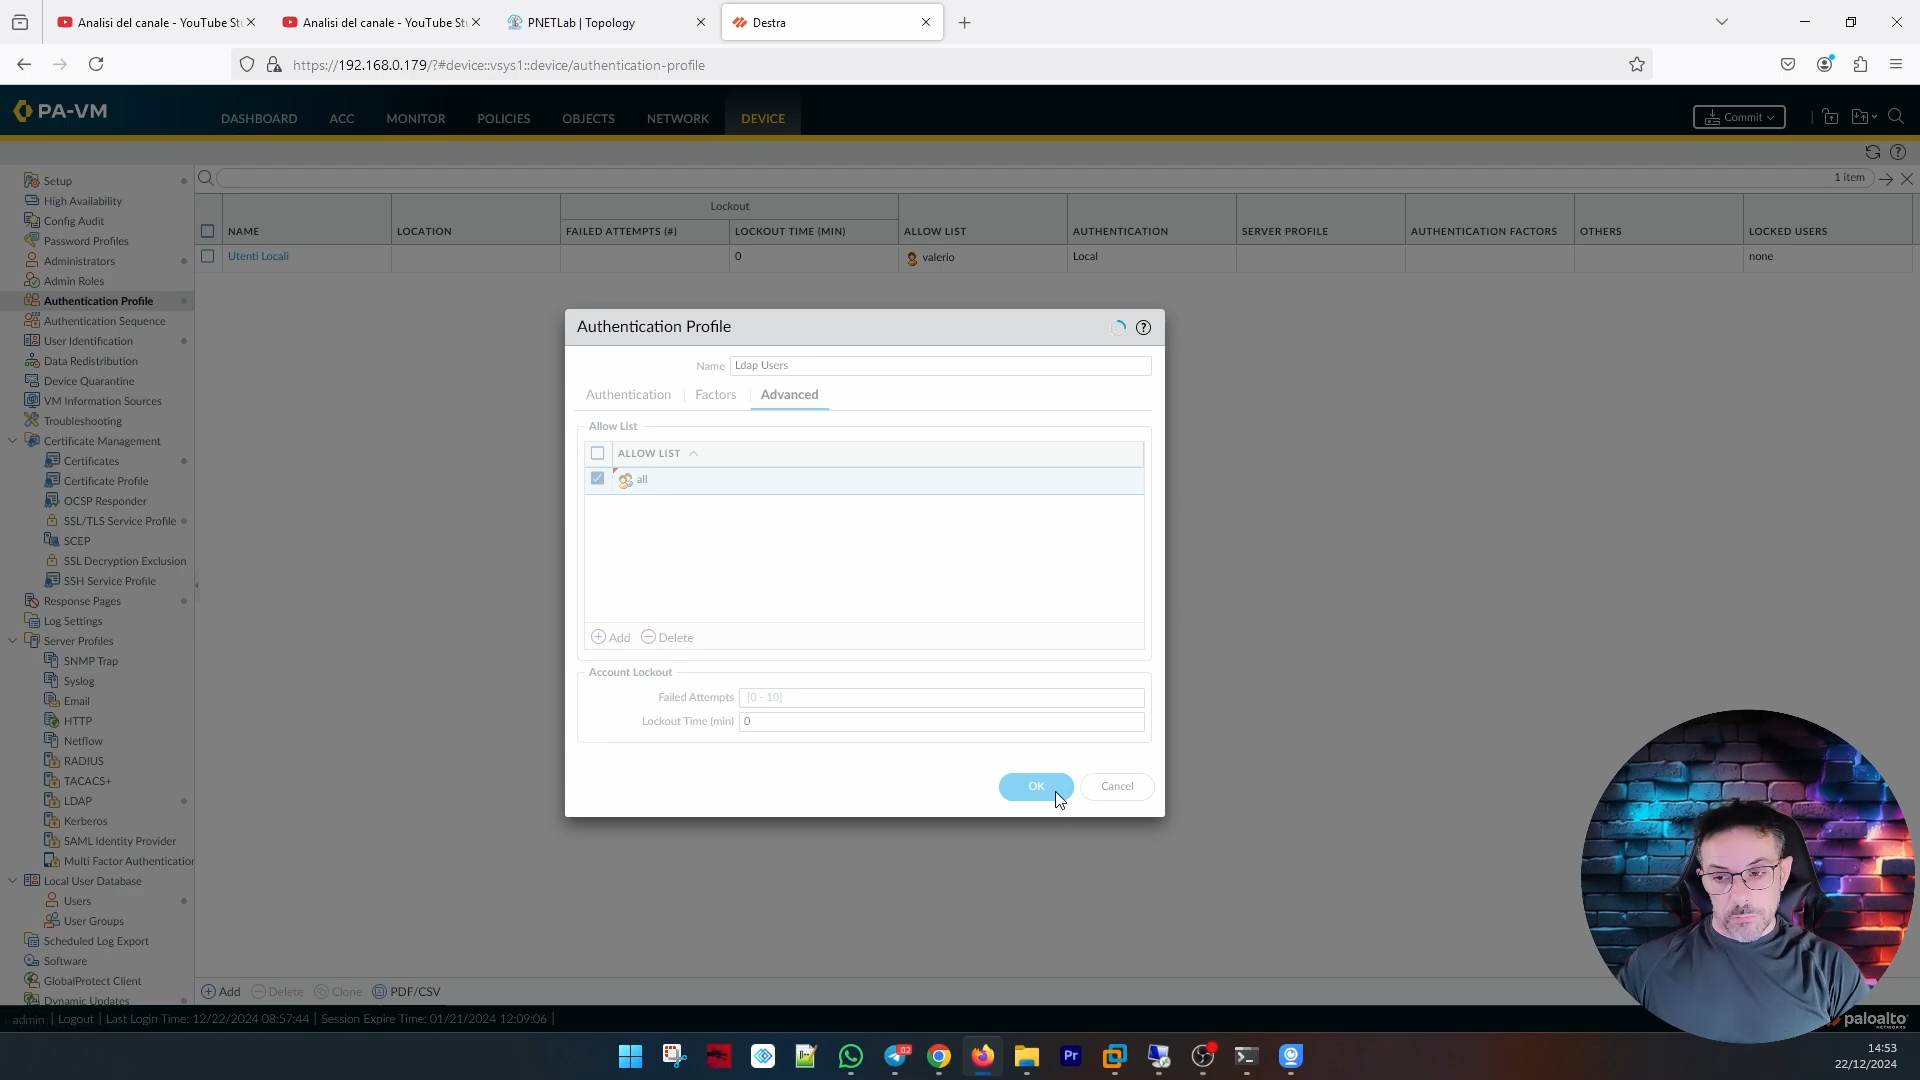 Analisi del canale - YouTube St
Analisi del canale - YouTube St
PNETLab | Topology
Destra
https://192.168.0.179/?#device::vsys1::device/authentication-profile
PA-VM
DASHBOARD
ACC
MONITOR
POLICIES
OBJECTS
NETWORK
DEVICE
Commit
1 item
Setup
High Availability
Config Audit
Password Profiles
Administrators
Admin Roles
Authentication Profile
Authentication Sequence
User Identification
Data Redistribution
Device Quarantine
VM Information Sources
Troubleshooting
Certificate Management
Certificates
Certificate Profile
OCSP Responder
SSL/TLS Service Profile
SCEP
SSL Decryption Exclusion
SSH Service Profile
Response Pages
Log Settings
Server Profiles
SNMP Trap
Syslog
Email
HTTP
Netflow
RADIUS
TACACS+
LDAP
Kerberos
SAML Identity Provider
Multi Factor Authentication
Local User Database
Users
User Groups
Scheduled Log Export
Software
GlobalProtect Client
Dynamic Updates
Lockout
NAME
LOCATION
FAILED ATTEMPTS (#)
LOCKOUT TIME (MIN)
ALLOW LIST
AUTHENTICATION
SERVER PROFILE
AUTHENTICATION FACTORS
OTHERS
LOCKED USERS
Utenti Locali
0
valerio
Local
none
Authentication Profile
Name
Ldap Users
Authentication
Factors
Advanced
Allow List
ALLOW LIST
all
Add
Delete
Account Lockout
Failed Attempts
[0 - 10]
Lockout Time (min)
0
OK
Cancel
Add
Delete
Clone
PDF/CSV
admin | Logout | Last Login Time: 12/22/2024 08:57:44 | Session Expire Time: 01/21/2024 12:09:06 |
paloalto
NETWORKS
.02
Pr
14:53
22/12/2024